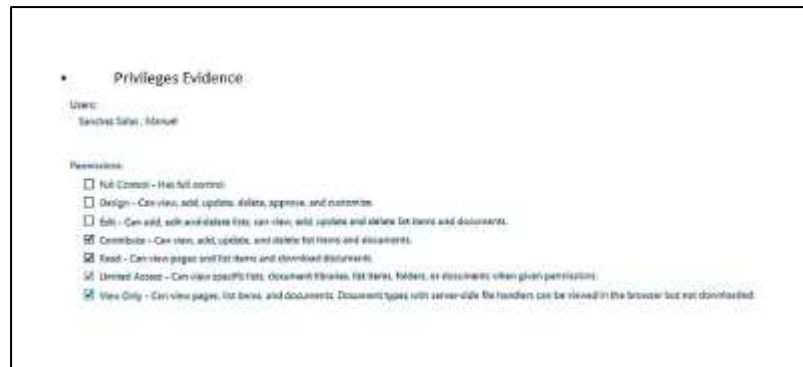 • Privileges Evidence
Users:
Sanchez Salas, Manuel
Permissions:
Full Control - Has full control.
Design - Can view, add, update, delete, approve, and customize.
Edit - Can add, edit and delete lists; can view, add, update and delete list items and documents.
Contribute - Can view, add, update, and delete list items and documents.
Read - Can view pages and list items and download documents.
Limited Access - Can view specific lists, document libraries, list items, folders, or documents when given permissions.
View Only - Can view pages, list items, and documents. Document types with server-side file handlers can be viewed in the browser but not downloaded.